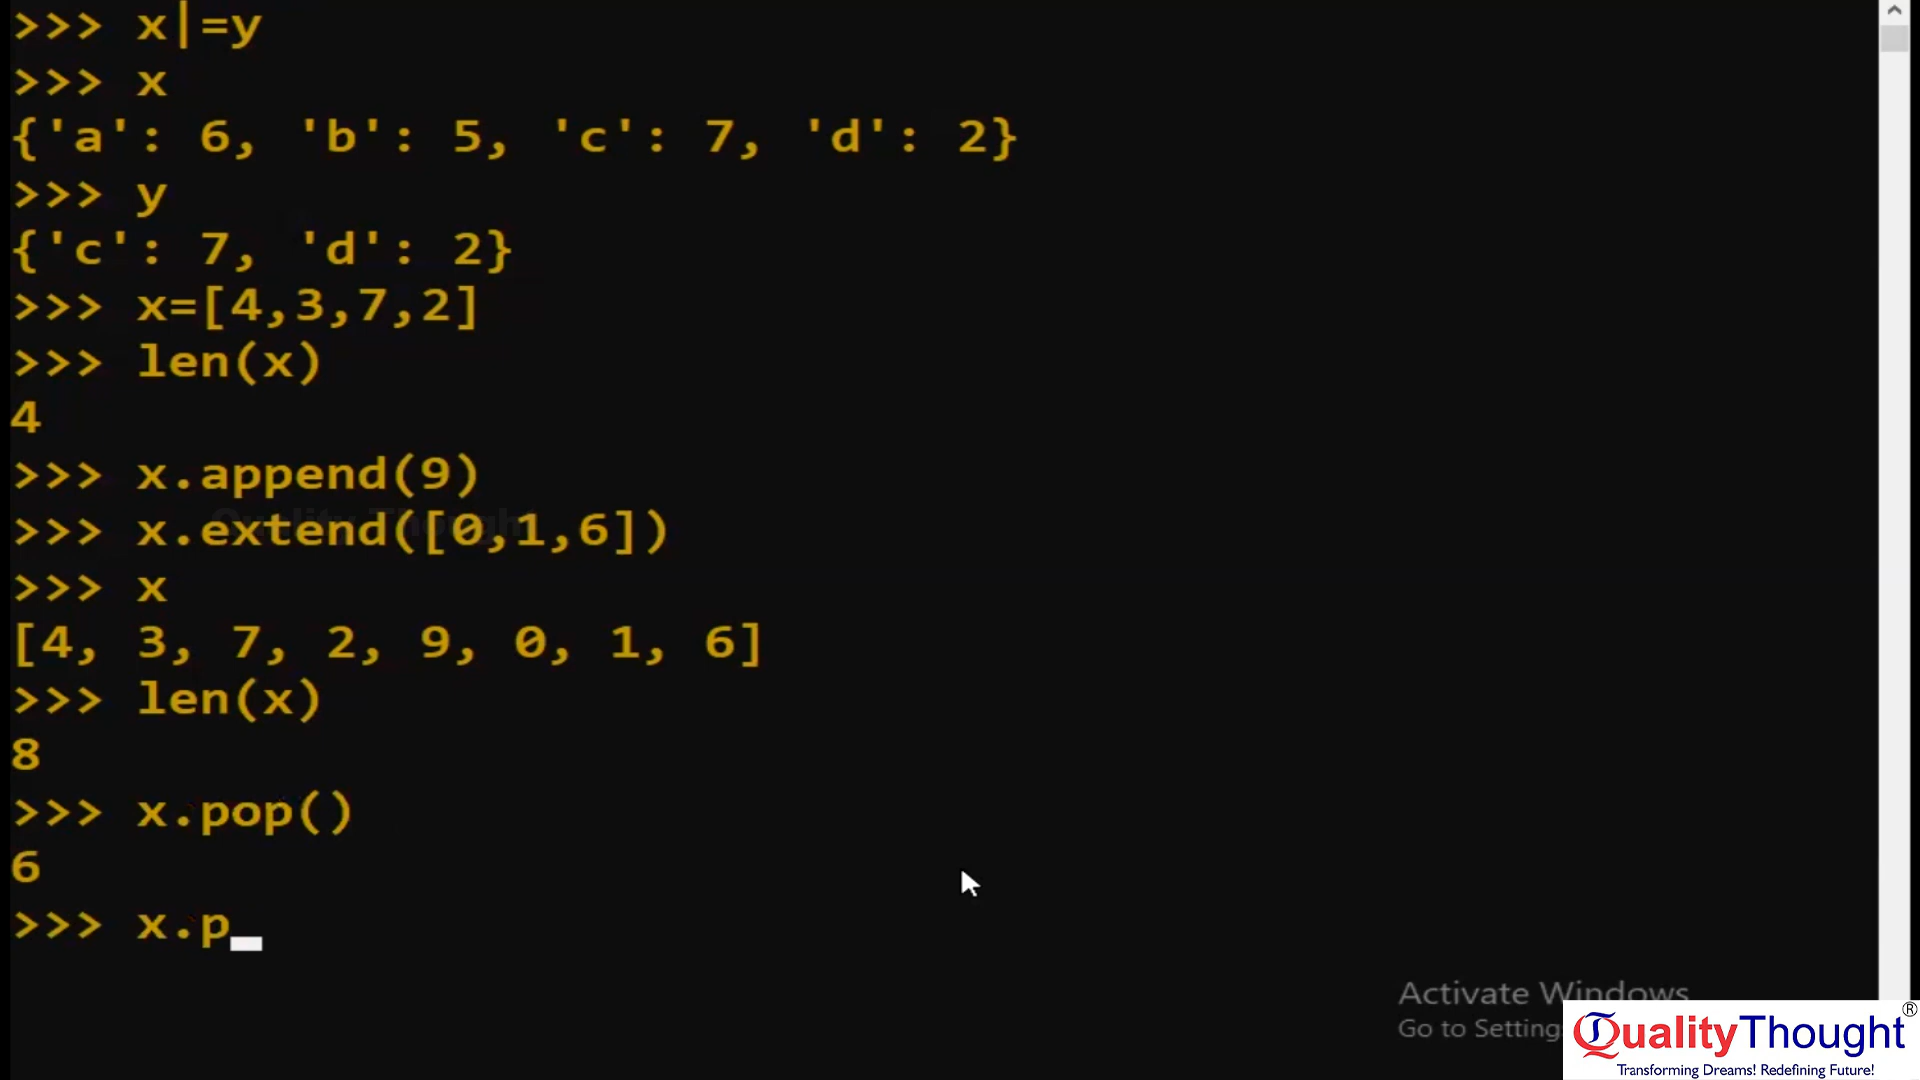 >>> x|=y
>>> x
{'a': 6, 'b': 5, 'c': 7, 'd': 2}
>>> y
{'c': 7, 'd': 2}
>>> x=[4,3,7,2]
>>> len(x)
4
>>> x.append(9)
>>> x.extend([0,1,6])
>>> x
[4, 3, 7, 2, 9, 0, 1, 6]
>>> len(x)
8
>>> x.pop()
6
>>> x.p
Quality Thought
Activate Windows
Go to Setting
QualityThought®
Transforming Dreams! Redefining Future!